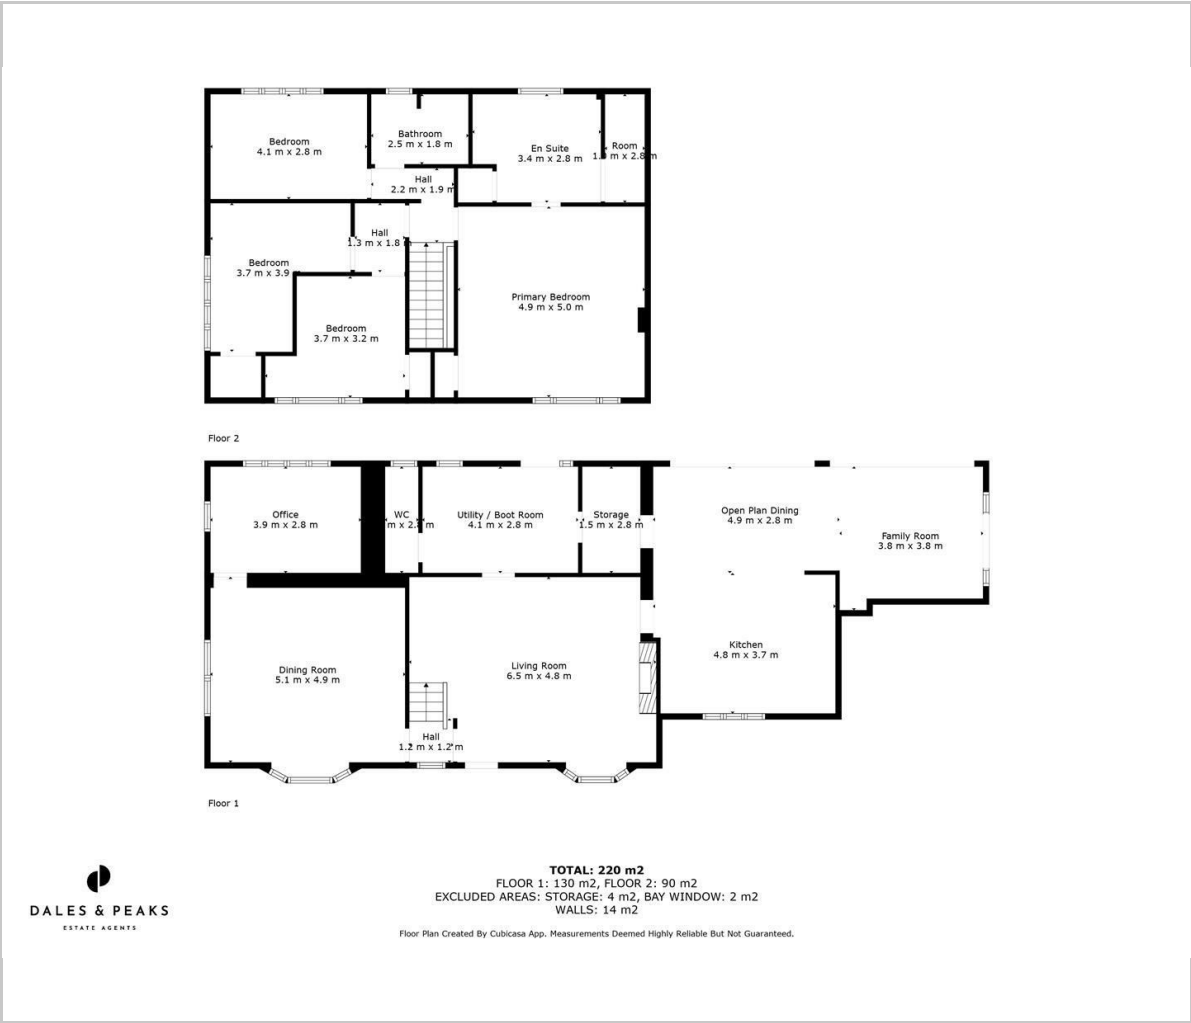 Bedroom
4.1 m x 2.8 m
Bathroom
2.5 m x 1.8 m
En Suite
3.4 m x 2.8 m
Room
m x 2.8 m
Hall
2.2 m x 1.9 m
Hall
1.3 m x 1.8
Bedroom
3.7 m x 3.9
Primary Bedroom
4.9 m x 5.0 m
Bedroom
3.7 m x 3.2 m
Floor 2
Office
3.9 m x 2.8 m
WC
m x 2.8 m
Utility / Boot Room
4.1 m x 2.8 m
Storage
1.5 m x 2.8 m
Open Plan Dining
4.9 m x 2.8 m
Family Room
3.8 m x 3.8 m
Kitchen
4.8 m x 3.7 m
Dining Room
5.1 m x 4.9 m
Living Room
6.5 m x 4.8 m
Hall
1.2 m x 1.2 m
Floor 1
DALES & PEAKS
ESTATE AGENTS
TOTAL: 220 m2
FLOOR 1: 130 m2, FLOOR 2: 90 m2
EXCLUDED AREAS: STORAGE: 4 m2, BAY WINDOW: 2 m2
WALLS: 14 m2
Floor Plan Created By Cubicasa App. Measurements Deemed Highly Reliable But Not Guaranteed.